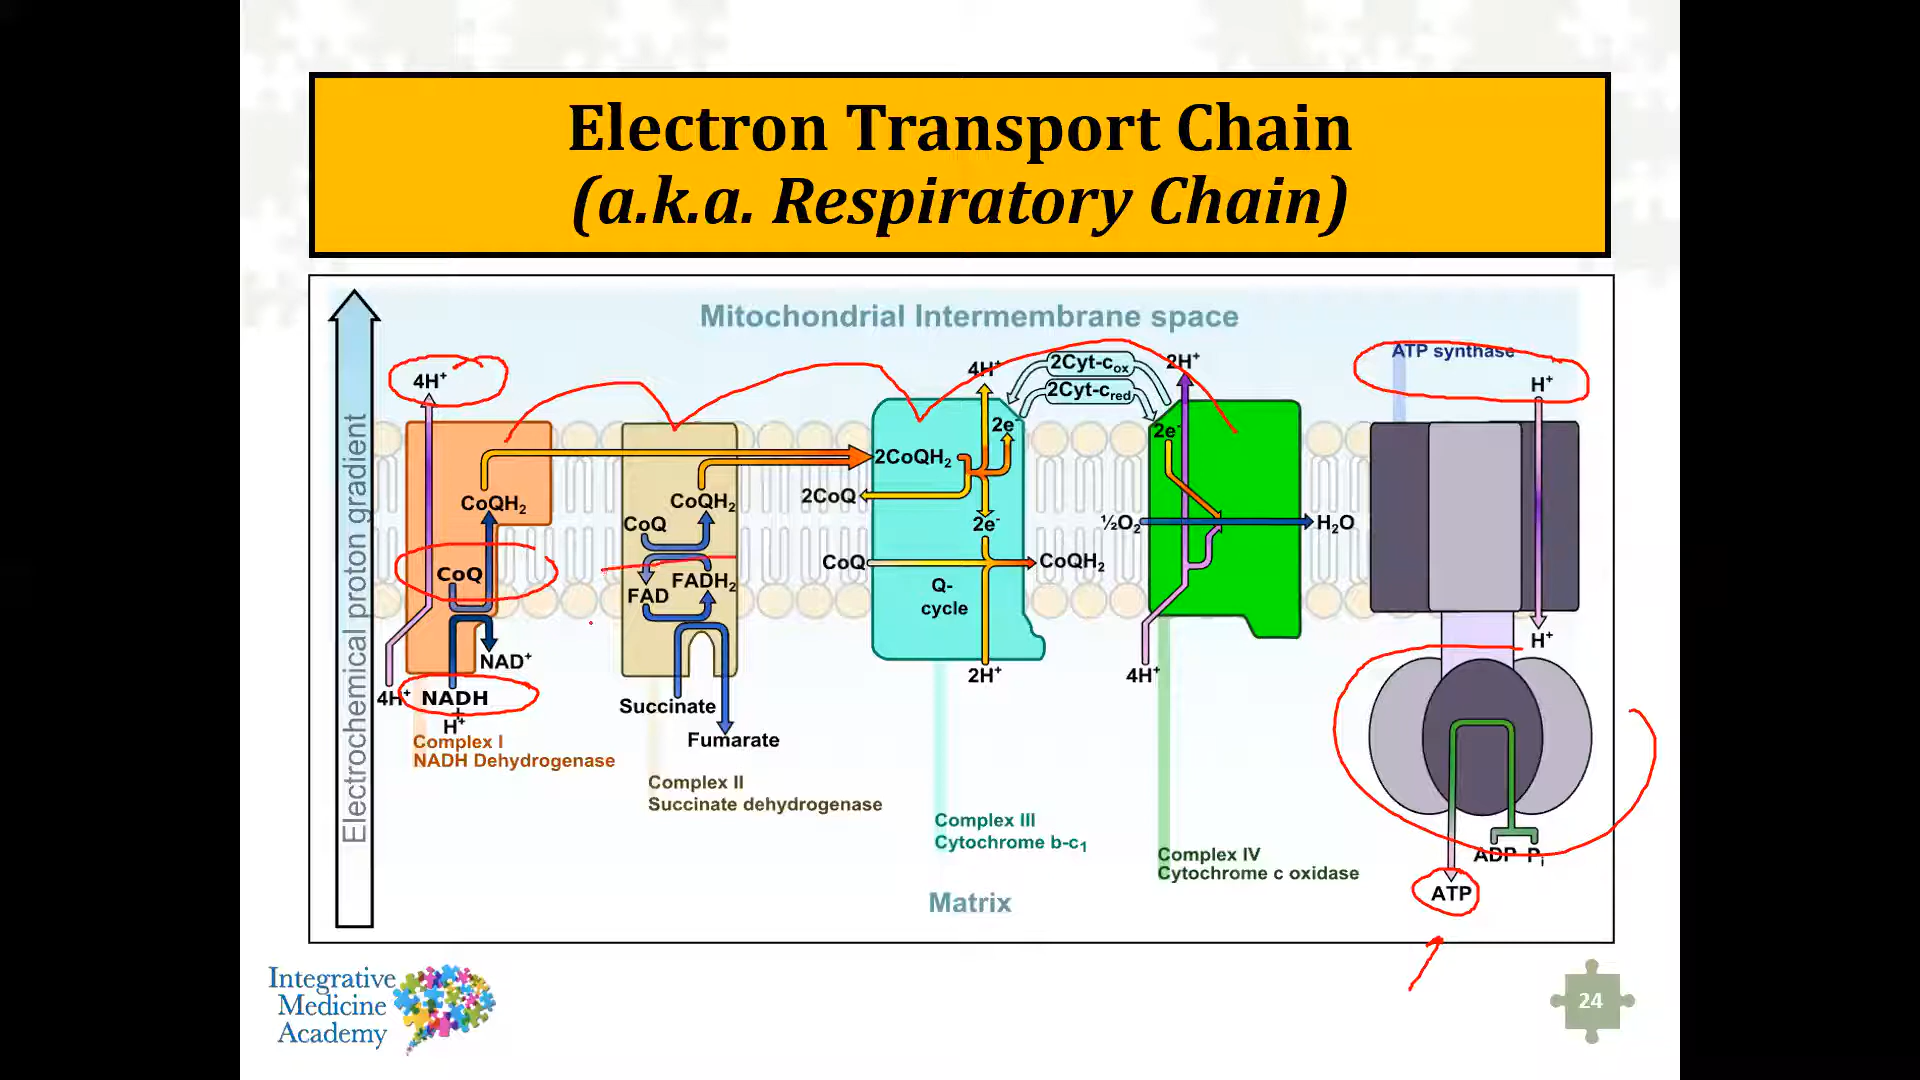 Electron Transport Chain
(a.k.a. Respiratory Chain)
Mitochondrial Intermembrane space
Electrochemical proton gradient
4H⁺
CoQH₂
CoQ
NAD⁺
4H⁺
NADH
+
H⁺
Complex I
NADH Dehydrogenase
CoQH₂
CoQ
FADH₂
FAD
Succinate
Fumarate
Complex II
Succinate dehydrogenase
4H⁺
2e⁻
2CoQH₂
2CoQ
2e⁻
CoQ
CoQH₂
Q-
cycle
2H⁺
Complex III
Cytochrome b-c₁
2Cyt-cₒₓ
2Cyt-cᵣₑd
2H⁺
2e⁻
½O₂
H₂O
4H⁺
Complex IV
Cytochrome c oxidase
ATP synthase
H⁺
H⁺
ADP Pᵢ
ATP
Matrix
Integrative
Medicine
Academy
24